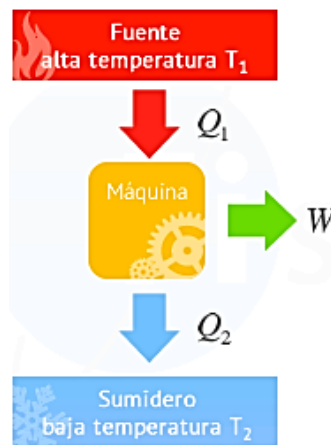 Fuente
alta temperatura T₁
Q₁
Máquina
W
Q₂
Sumidero
baja temperatura T₂